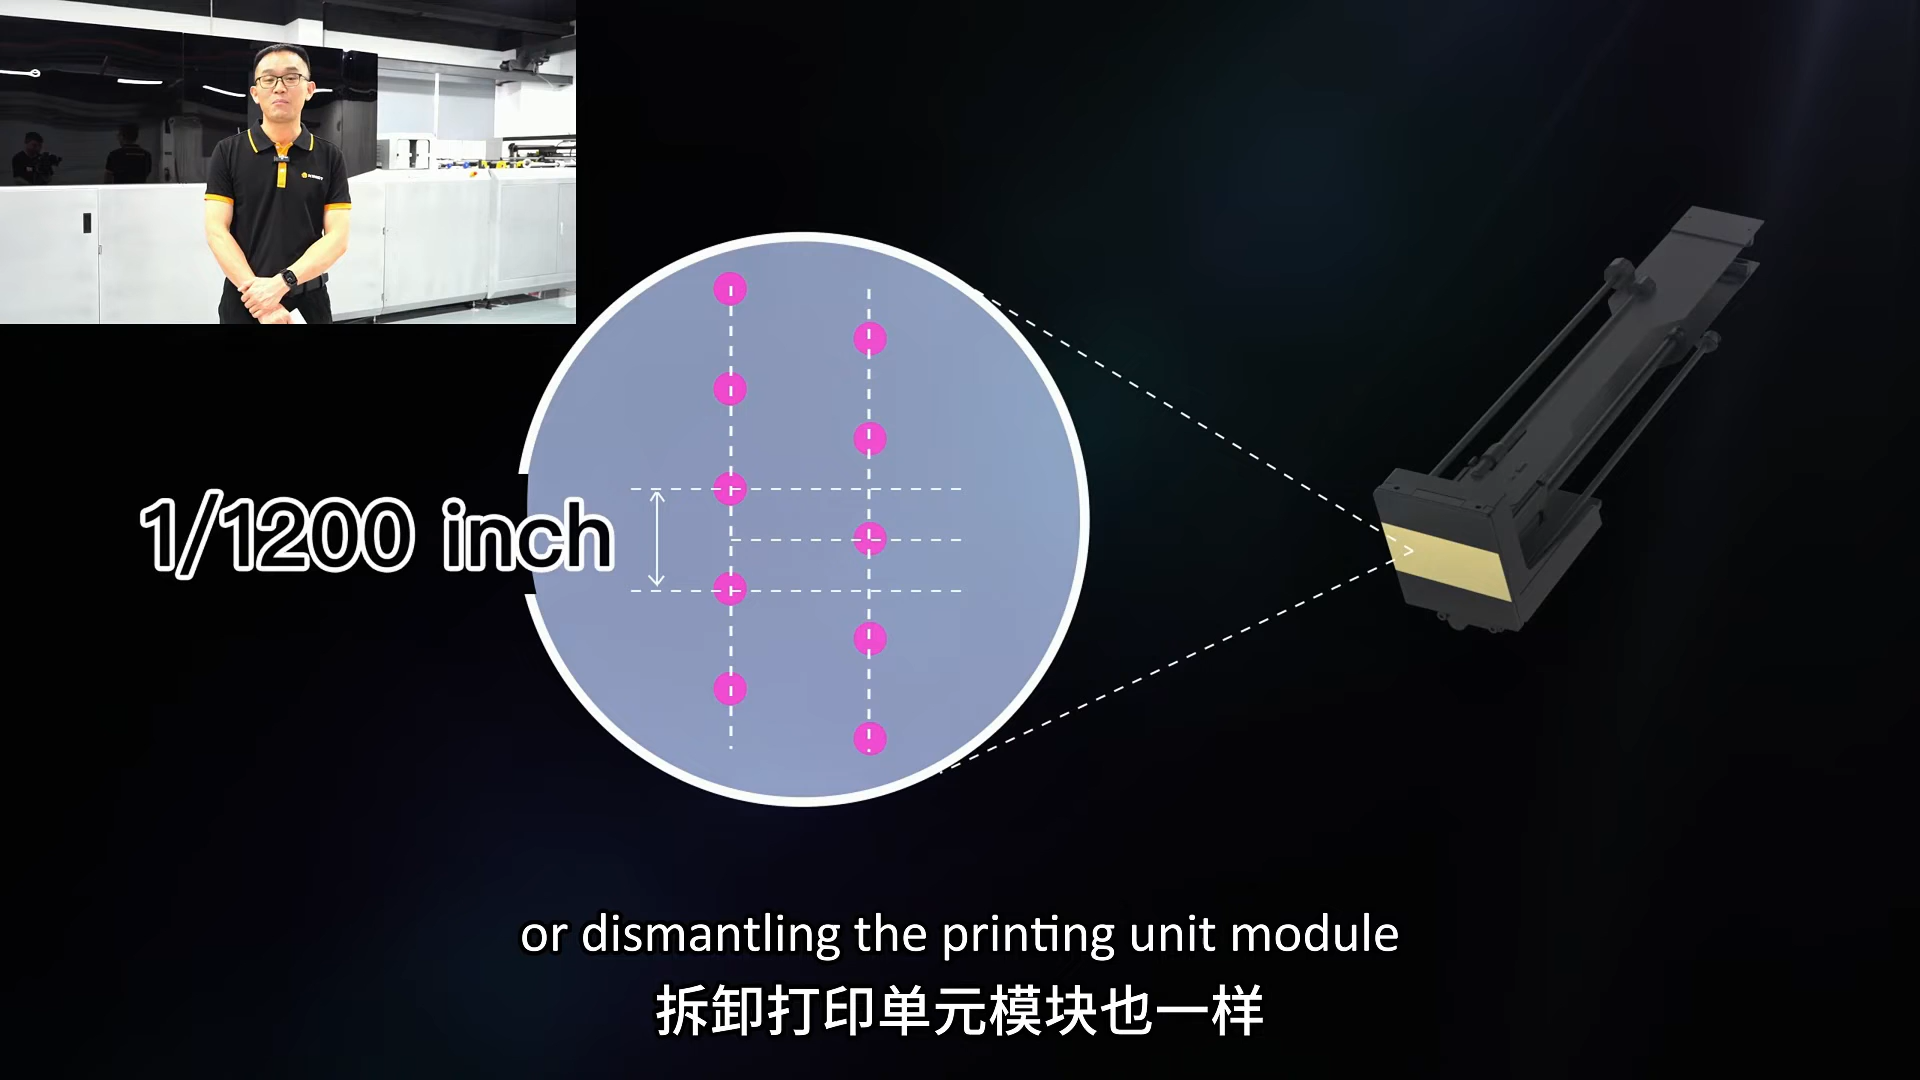 1/1200 inch
or dismantling the printing unit module
拆卸打印单元模块也一样